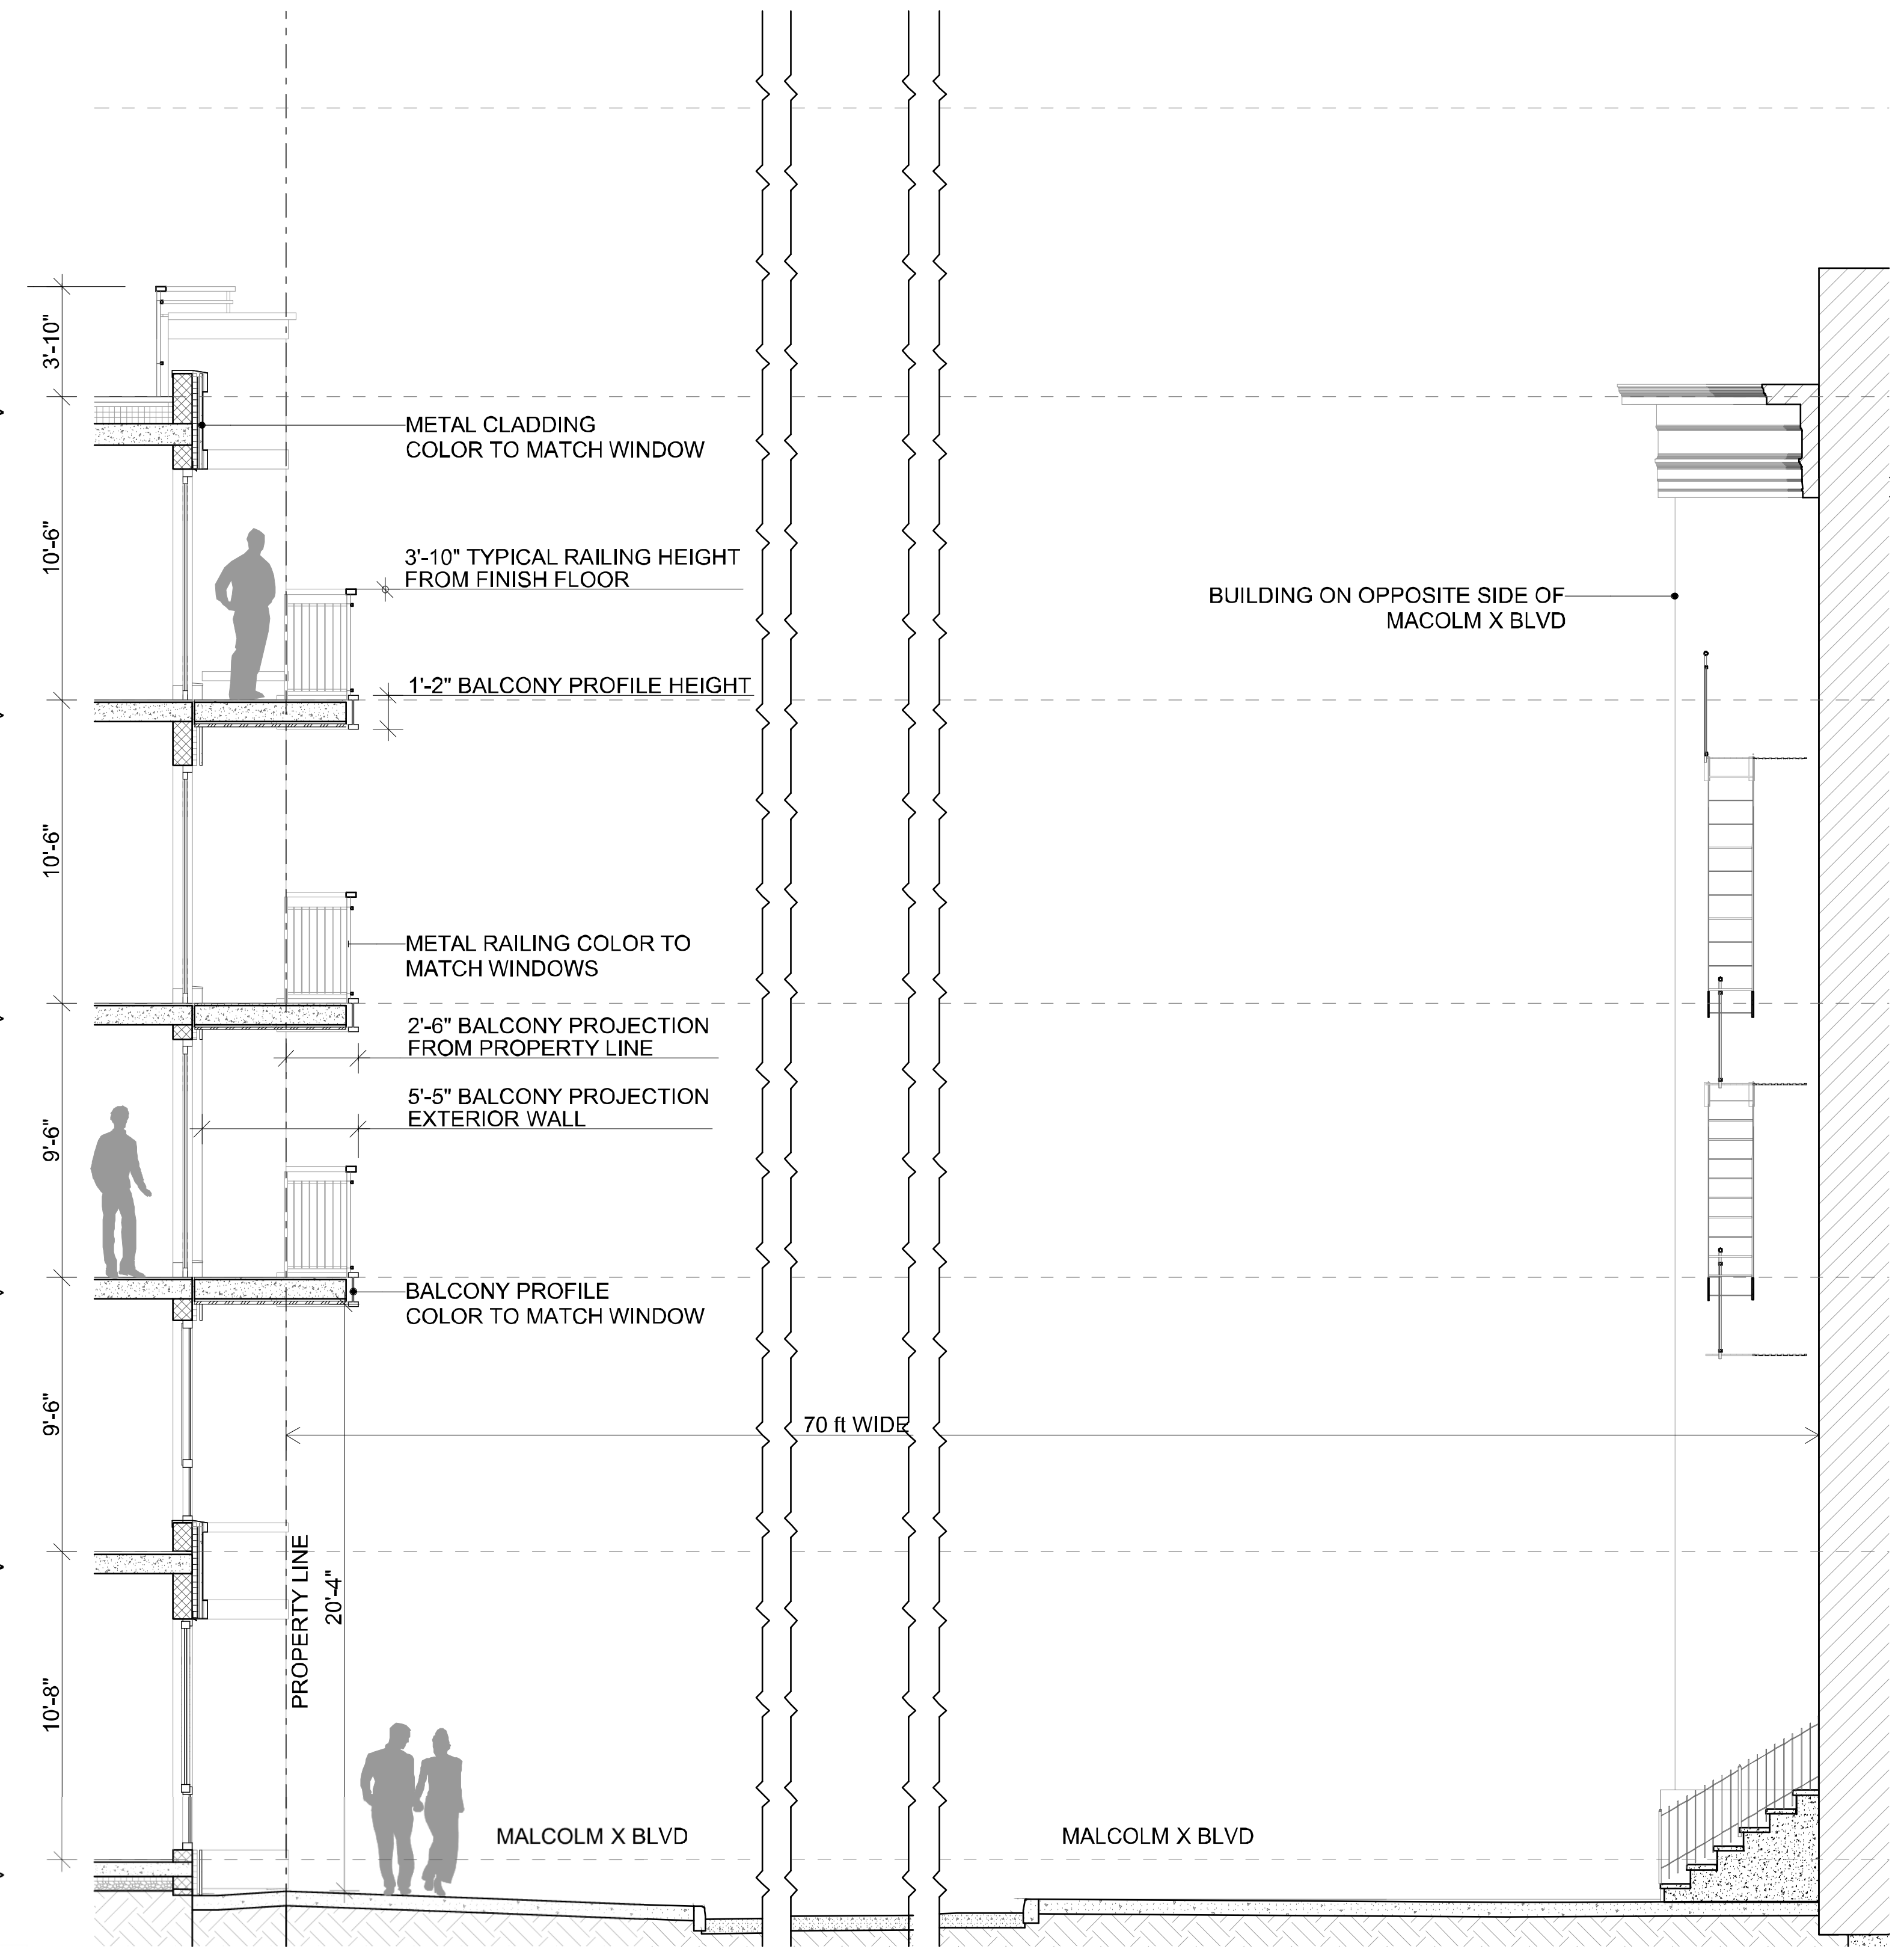 3'-10"
METAL CLADDING
COLOR TO MATCH WINDOW
10'-6"
3'-10" TYPICAL RAILING HEIGHT
FROM FINISH FLOOR
BUILDING ON OPPOSITE SIDE OF
MACOLM X BLVD
1'-2" BALCONY PROFILE HEIGHT
10'-6"
METAL RAILING COLOR TO
MATCH WINDOWS
2'-6" BALCONY PROJECTION
FROM PROPERTY LINE
5'-5" BALCONY PROJECTION
EXTERIOR WALL
9'-6"
BALCONY PROFILE
COLOR TO MATCH WINDOW
9'-6"
70 ft WIDE
PROPERTY LINE
20'-4"
10'-8"
MALCOLM X BLVD
MALCOLM X BLVD